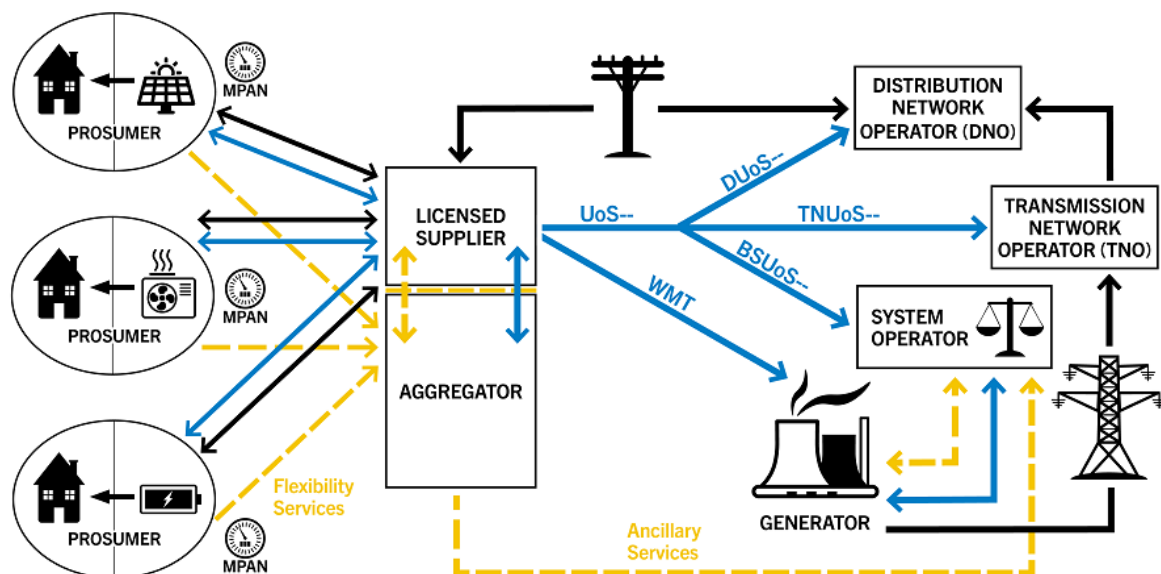 MPAN
PROSUMER
MPAN
PROSUMER
MPAN
PROSUMER
Flexibility
Services
LICENSED
SUPPLIER
AGGREGATOR
UoS--
DUoS--
TNUoS--
BSUoS--
WMT
DISTRIBUTION
NETWORK
OPERATOR (DNO)
TRANSMISSION
NETWORK
OPERATOR (TNO)
SYSTEM
OPERATOR
GENERATOR
Ancillary
Services